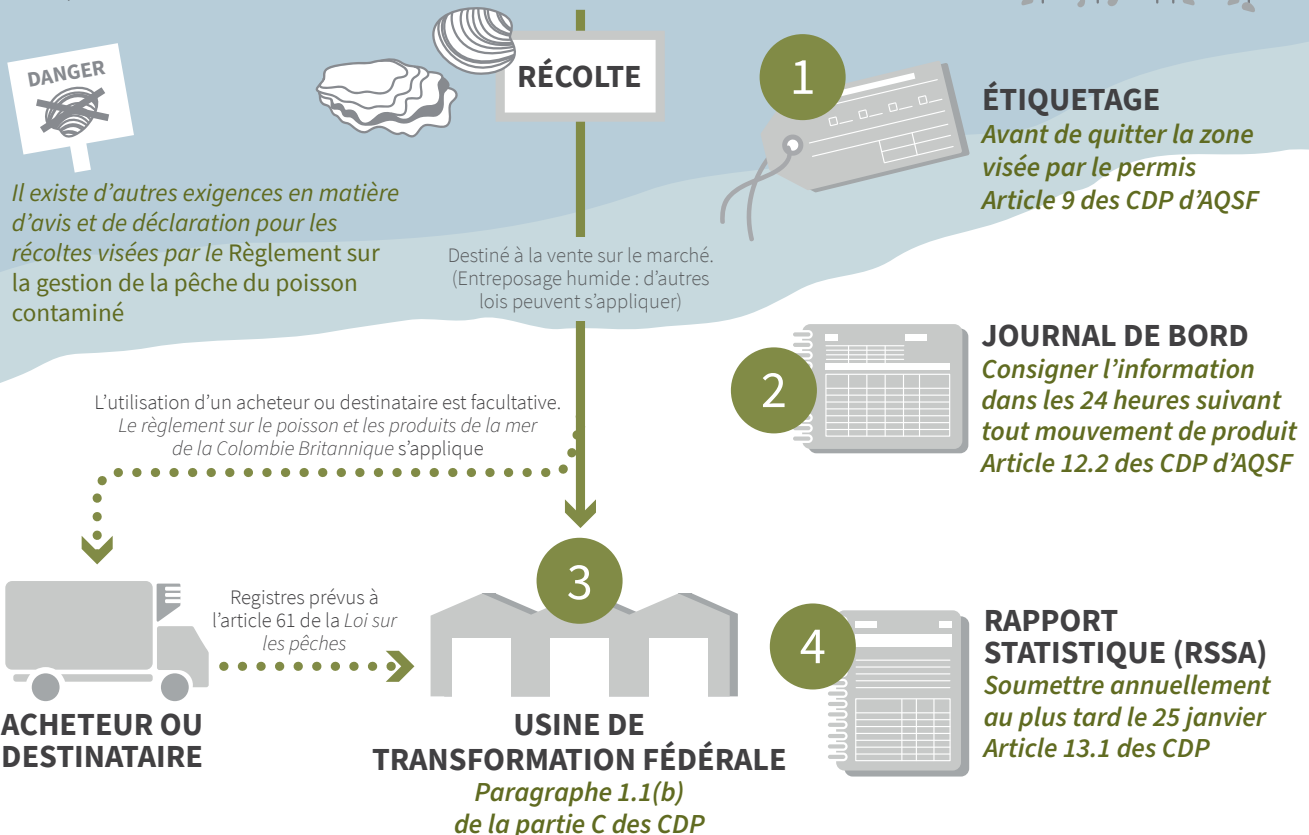 DANGER
RÉCOLTE
Il existe d'autres exigences en matière
d'avis et de déclaration pour les
récoltes visées par le Règlement sur
la gestion de la pêche du poisson
contaminé
Destiné à la vente sur le marché.
(Entreposage humide : d'autres
lois peuvent s'appliquer)
1
ÉTIQUETAGE
Avant de quitter la zone
visée par le permis
Article 9 des CDP d'AQSF
2
JOURNAL DE BORD
Consigner l'information
dans les 24 heures suivant
tout mouvement de produit
Article 12.2 des CDP d'AQSF
L'utilisation d'un acheteur ou destinataire est facultative.
Le règlement sur le poisson et les produits de la mer
de la Colombie Britannique s'applique
ACHETEUR OU
DESTINATAIRE
Registres prévus à
l'article 61 de la Loi sur
les pêches
3
USINE DE
TRANSFORMATION FÉDÉRALE
Paragraphe 1.1(b)
de la partie C des CDP
4
RAPPORT
STATISTIQUE (RSSA)
Soumettre annuellement
au plus tard le 25 janvier
Article 13.1 des CDP